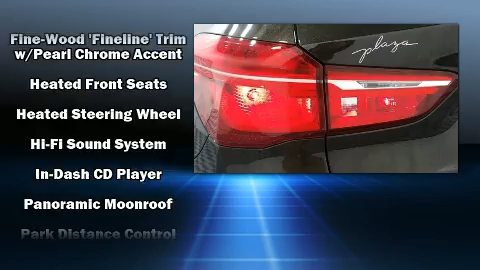 Fine-Wood 'Fineline' Trim
w/Pearl Chrome Accent
Heated Front Seats
Heated Steering Wheel
Hi-Fi Sound System
In-Dash CD Player
Panoramic Moonroof
Park Distance Control
plaza